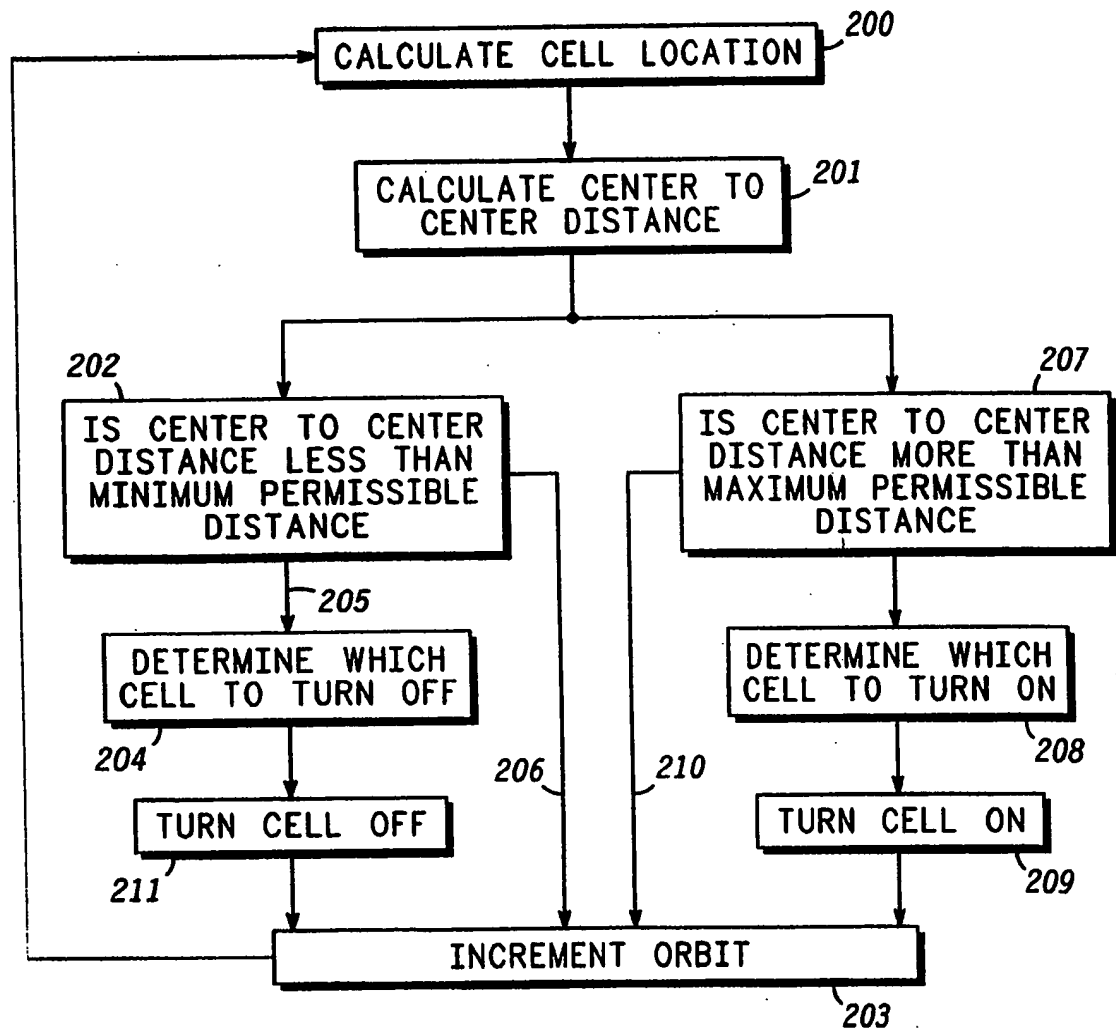 200
CALCULATE CELL LOCATION
201
CALCULATE CENTER TO
CENTER DISTANCE
202
IS CENTER TO CENTER
DISTANCE LESS THAN
MINIMUM PERMISSIBLE
DISTANCE
207
IS CENTER TO CENTER
DISTANCE MORE THAN
MAXIMUM PERMISSIBLE
DISTANCE
205
DETERMINE WHICH
CELL TO TURN OFF
204
DETERMINE WHICH
CELL TO TURN ON
208
206
210
TURN CELL OFF
211
TURN CELL ON
209
INCREMENT ORBIT
203